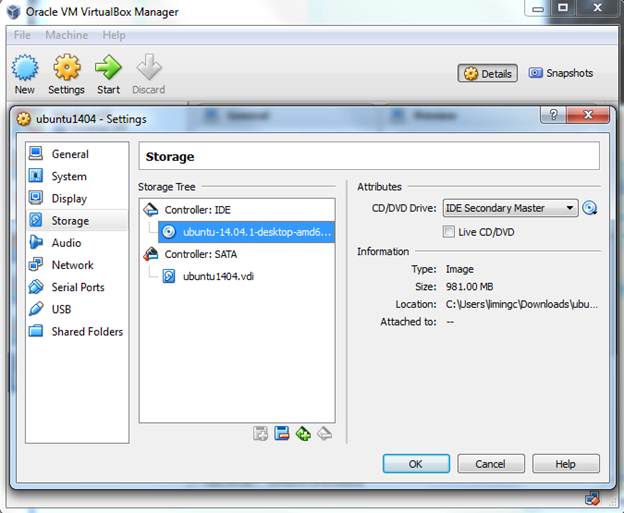 Oracle VM VirtualBox Manager
File Machine Help
New Settings Start Discard Details Snapshots
General Preview
ubuntu1404 - Settings
General
System
Display
Storage
Audio
Network
Serial Ports
USB
Shared Folders
Storage
Storage Tree
Controller: IDE
ubuntu-14.04.1-desktop-amd6...
Controller: SATA
ubuntu1404.vdi
Attributes
CD/DVD Drive: IDE Secondary Master
Live CD/DVD
Information
Type: Image
Size: 981.00 MB
Location: C:\Users\limingc\Downloads\ubu...
Attached to: --
OK Cancel Help